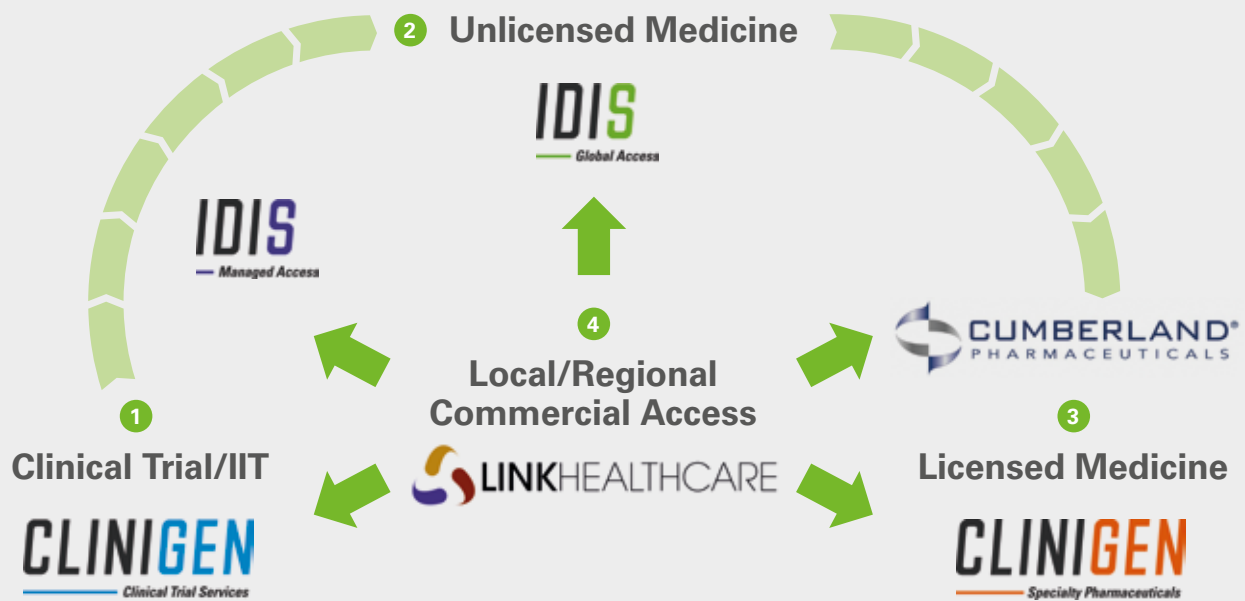 2 Unlicensed Medicine
IDIS
Global Access
IDIS
Managed Access
4
Local/Regional
Commercial Access
LINKHEALTHCARE
CUMBERLAND®
PHARMACEUTICALS
1
Clinical Trial/IIT
CLINIGEN
Clinical Trial Services
3
Licensed Medicine
CLINIGEN
Specialty Pharmaceuticals